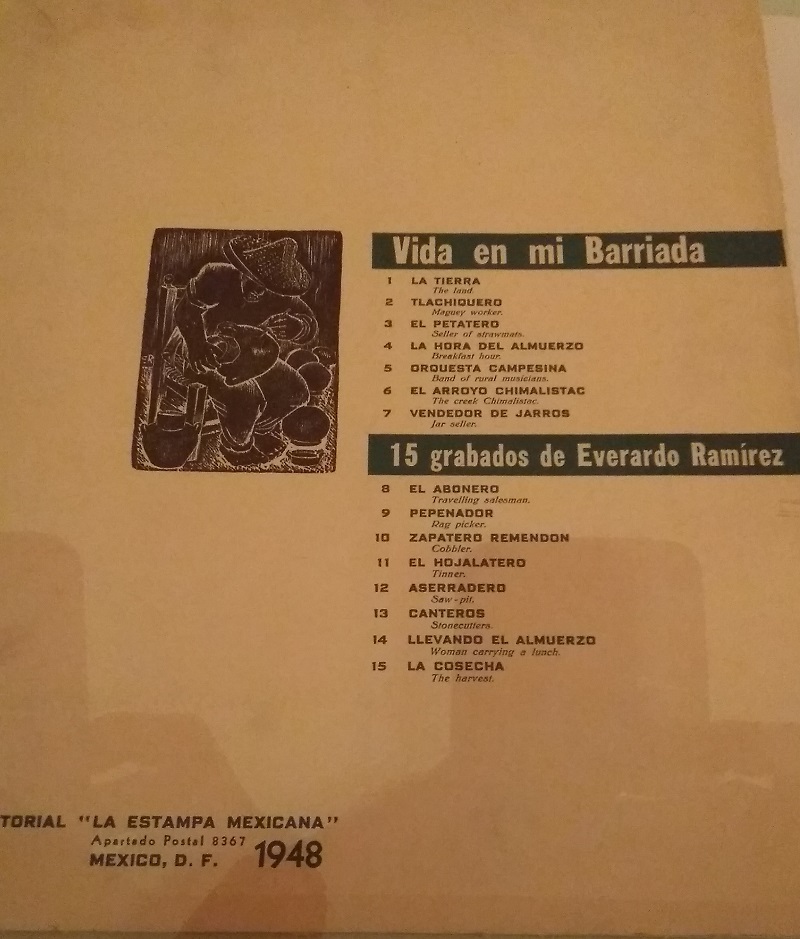 Vida en mi Barriada
1 LA TIERRA
The land.
2 TLACHIQUERO
Maguey worker.
3 EL PETATERO
Seller of strawmats.
4 LA HORA DEL ALMUERZO
Breakfast hour.
5 ORQUESTA CAMPESINA
Band of rural musicians.
6 EL ARROYO CHIMALISTAC
The creek Chimalistac.
7 VENDEDOR DE JARROS
Jar seller.
15 grabados de Everardo Ramírez
8 EL ABONERO
Travelling salesman.
9 PEPENADOR
Rag picker.
10 ZAPATERO REMENDON
Cobbler.
11 EL HOJALATERO
Tinner.
12 ASERRADERO
Saw-pit.
13 CANTEROS
Stonecutters.
14 LLEVANDO EL ALMUERZO
Woman carrying a lunch.
15 LA COSECHA
The harvest.
TORIAL "LA ESTAMPA MEXICANA"
Apartado Postal 8367
MEXICO, D. F. 1948